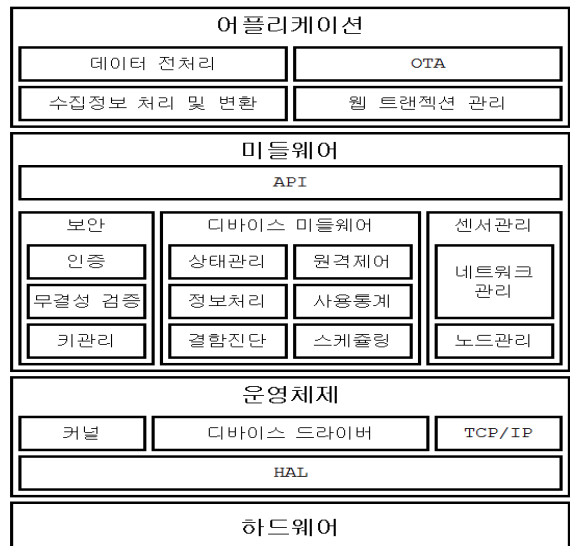 어플리케이션
데이터 전처리
OTA
수집정보 처리 및 변환
웹 트랜젝션 관리
미들웨어
API
보안
디바이스 미들웨어
센서관리
인증
상태관리
원격제어
네트워크
관리
무결성 검증
정보처리
사용통계
키관리
결함진단
스케쥴링
노드관리
운영체제
커널
디바이스 드라이버
TCP/IP
HAL
하드웨어